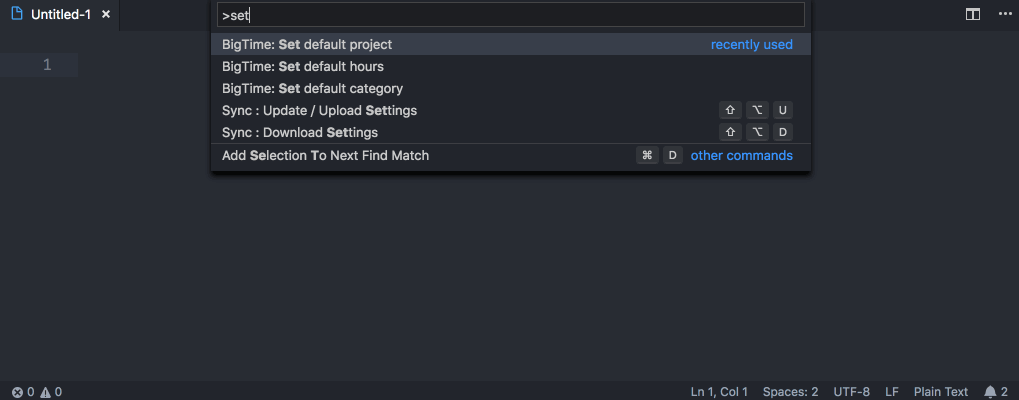 Untitled-1 ×
>set
BigTime: Set default project recently used
BigTime: Set default hours
BigTime: Set default category
Sync : Update / Upload Settings ⇧ ⌥ U
Sync : Download Settings ⇧ ⌥ D
Add Selection To Next Find Match ⌘ D other commands
1
0 0 Ln 1, Col 1 Spaces: 2 UTF-8 LF Plain Text 2